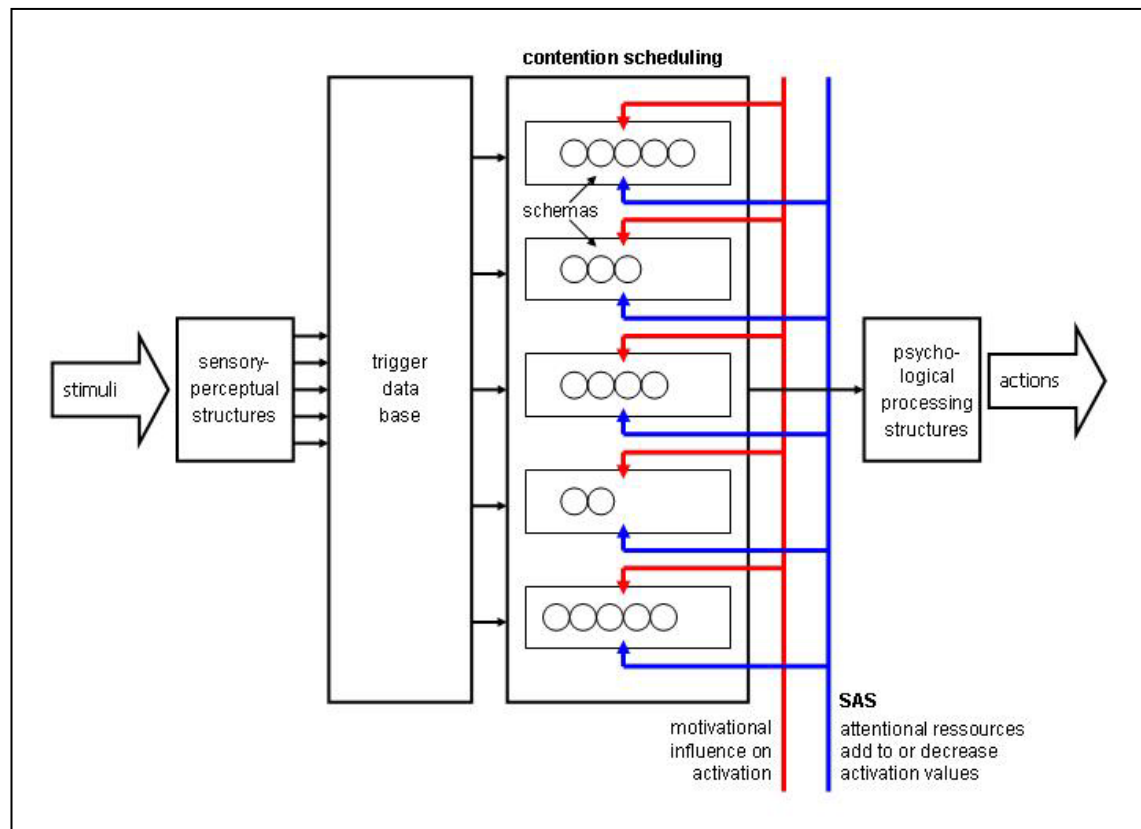 contention scheduling
schemas
stimuli
sensory-
perceptual
structures
trigger
data
base
psycho-
logical
processing
structures
actions
motivational
influence on
activation
SAS
attentional ressources
add to or decrease
activation values